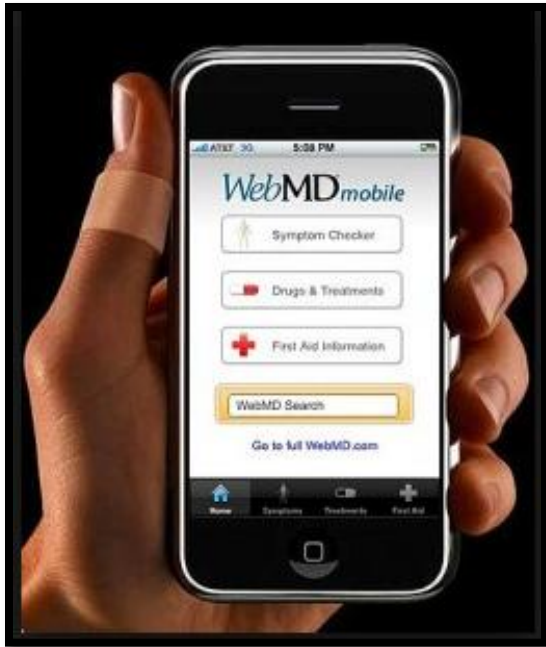 AT&T 3G 5:08 PM
WebMD mobile
Symptom Checker
Drugs & Treatments
First Aid Information
WebMD Search
Go to full WebMD.com
Home Symptoms Treatments First Aid